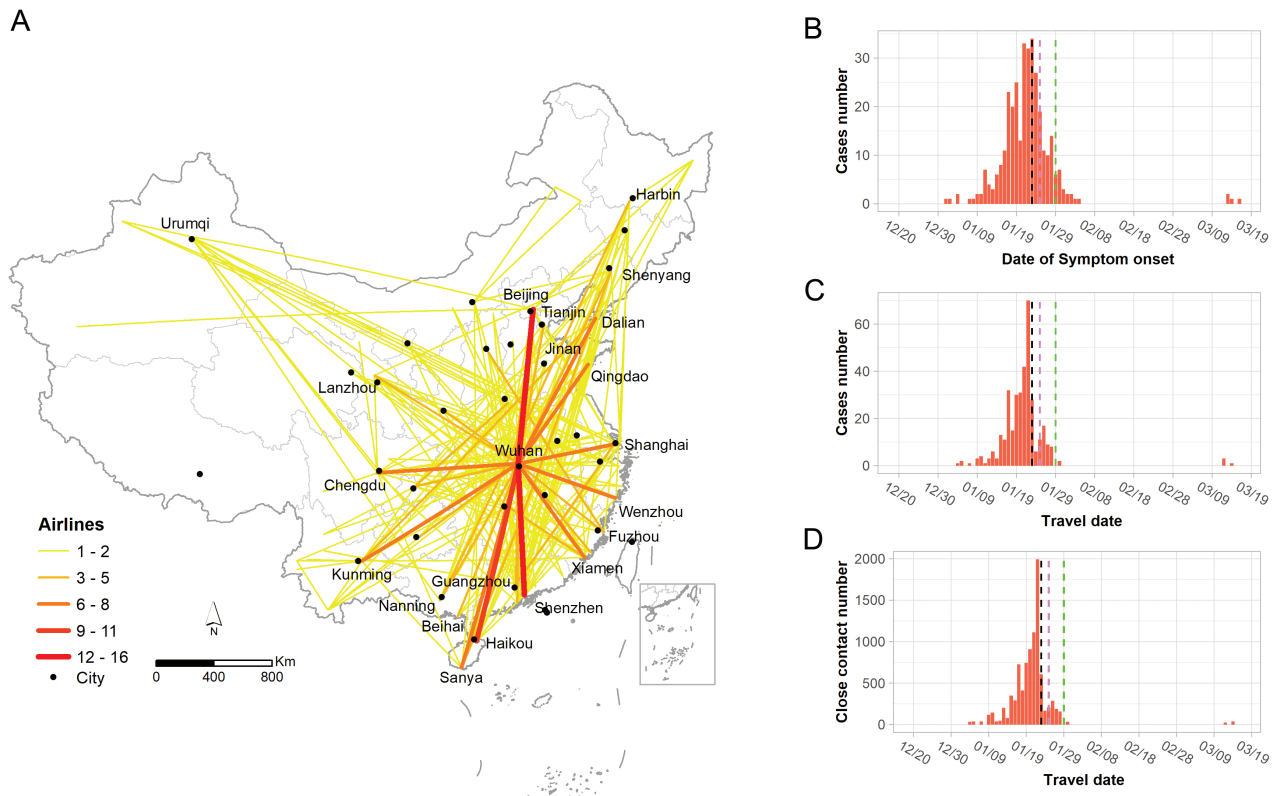 A
Harbin
Urumqi
Shenyang
Beijing
Tianjin
Dalian
Jinan
Qingdao
Lanzhou
Shanghai
Wuhan
Chengdu
Wenzhou
Fuzhou
Xiamen
Kunming
Guangzhou
Nanning
Shenzhen
Beihai
Haikou
Sanya
Airlines
1 - 2
3 - 5
6 - 8
9 - 11
12 - 16
City
N
Km
0 400 800
B
Cases number
30
20
10
0
12/20 12/30 01/09 01/19 01/29 02/08 02/18 02/28 03/09 03/19
Date of Symptom onset
C
Cases number
60
40
20
0
12/20 12/30 01/09 01/19 01/29 02/08 02/18 02/28 03/09 03/19
Travel date
D
Close contact number
2000
1500
1000
500
0
12/20 12/30 01/09 01/19 01/29 02/08 02/18 02/28 03/09 03/19
Travel date